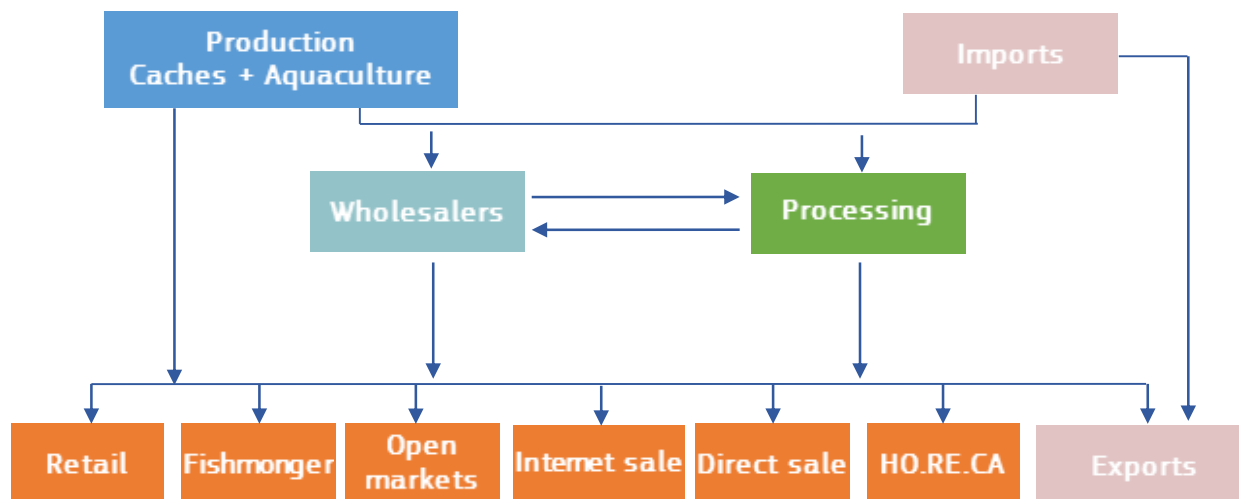 Production
Caches + Aquaculture
Imports
Wholesalers
Processing
Retail
Fishmonger
Open
markets
Internet sale
Direct sale
HO.RE.CA
Exports